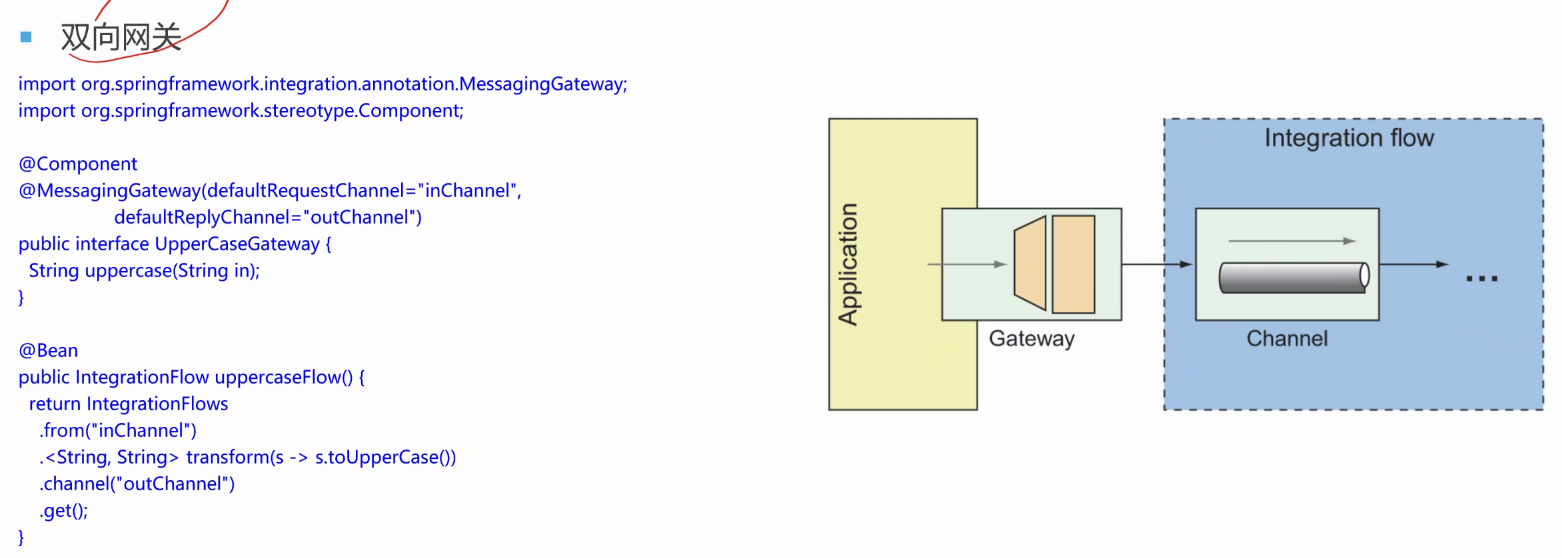 双向网关
import org.springframework.integration.annotation.MessagingGateway;
import org.springframework.stereotype.Component;
@Component
@MessagingGateway(defaultRequestChannel="inChannel",
defaultReplyChannel="outChannel")
public interface UpperCaseGateway {
String uppercase(String in);
}
@Bean
public IntegrationFlow uppercaseFlow() {
return IntegrationFlows
.from("inChannel")
.<String, String> transform(s -> s.toUpperCase())
.channel("outChannel")
.get();
}
Application
Gateway
Integration flow
Channel
...